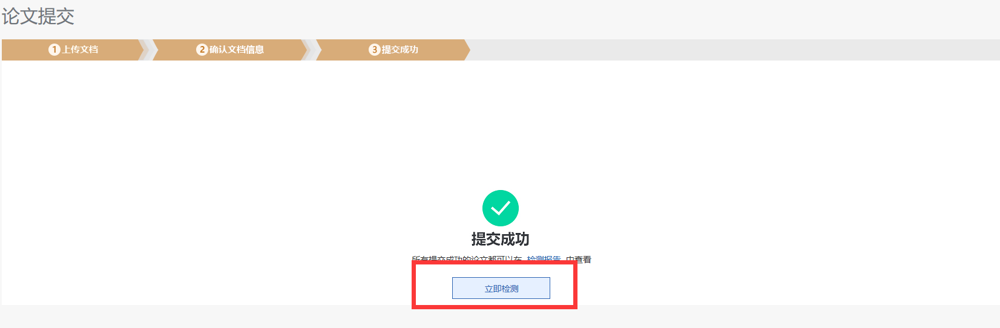 论文提交
1 上传文档
2 确认文档信息
3 提交成功
提交成功
所有提交成功的论文都可以在 检测报告 中查看
立即检测